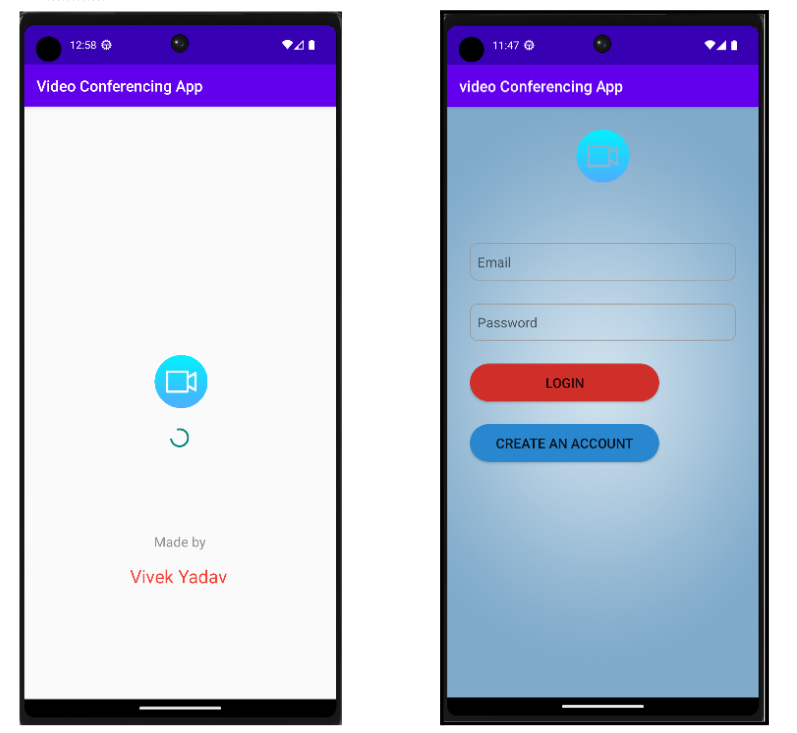 12:58
Video Conferencing App
Made by
Vivek Yadav
11:47
video Conferencing App
Email
Password
LOGIN
CREATE AN ACCOUNT